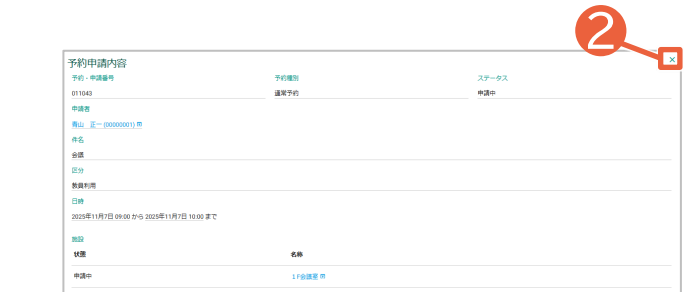 2
予約申請内容 ×
予約・申請番号 予約種別 ステータス
011043 通常予約 申請中
申請者
青山 正一 (00000001)
件名
会議
区分
教員利用
日時
2025年11月7日 09:00 から 2025年11月7日 10:00 まで
施設
状態 名称
申請中 1F会議室